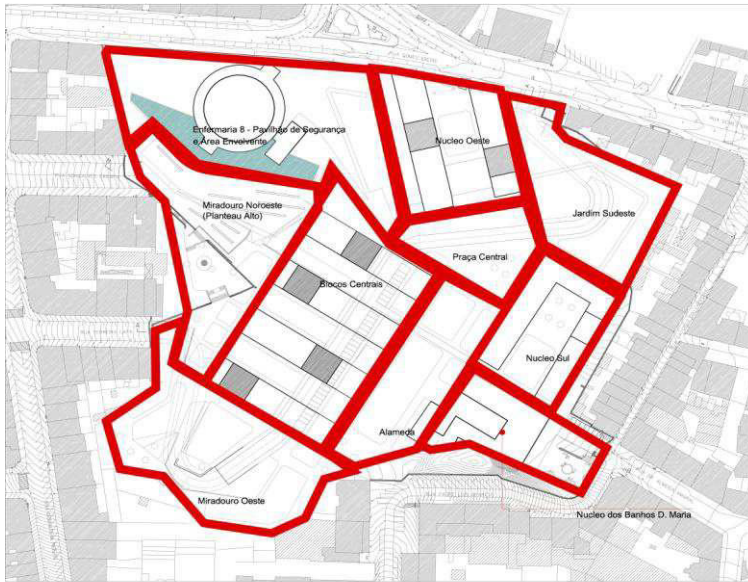 Enfermaria 8 - Pavilhão de Segurança
e Área Envolvente
Nucleo Oeste
Miradouro Noroeste
(Planteau Alto)
Jardim Sudeste
Praça Central
Blocos Centrais
Nucleo Sul
Alameda
Miradouro Oeste
Nucleo dos Banhos D. Maria